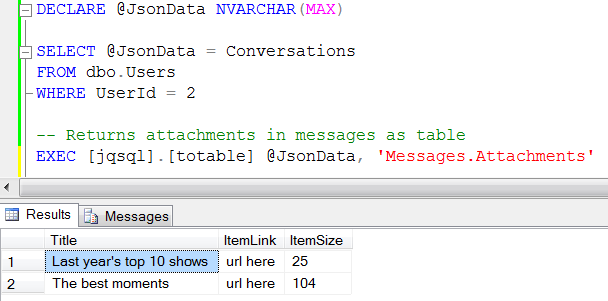 DECLARE @JsonData NVARCHAR(MAX)
SELECT @JsonData = Conversations
FROM dbo.Users
WHERE UserId = 2
-- Returns attachments in messages as table
EXEC [jqsql].[totable] @JsonData, 'Messages.Attachments'
Results Messages
Title ItemLink ItemSize
1 Last year's top 10 shows url here 25
2 The best moments url here 104